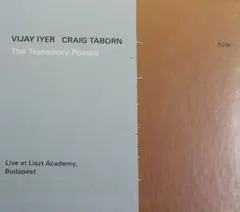 VIJAY IYER CRAIG TABORN
The Transitory Poems
Live at Liszt Academy,
Budapest
ECM